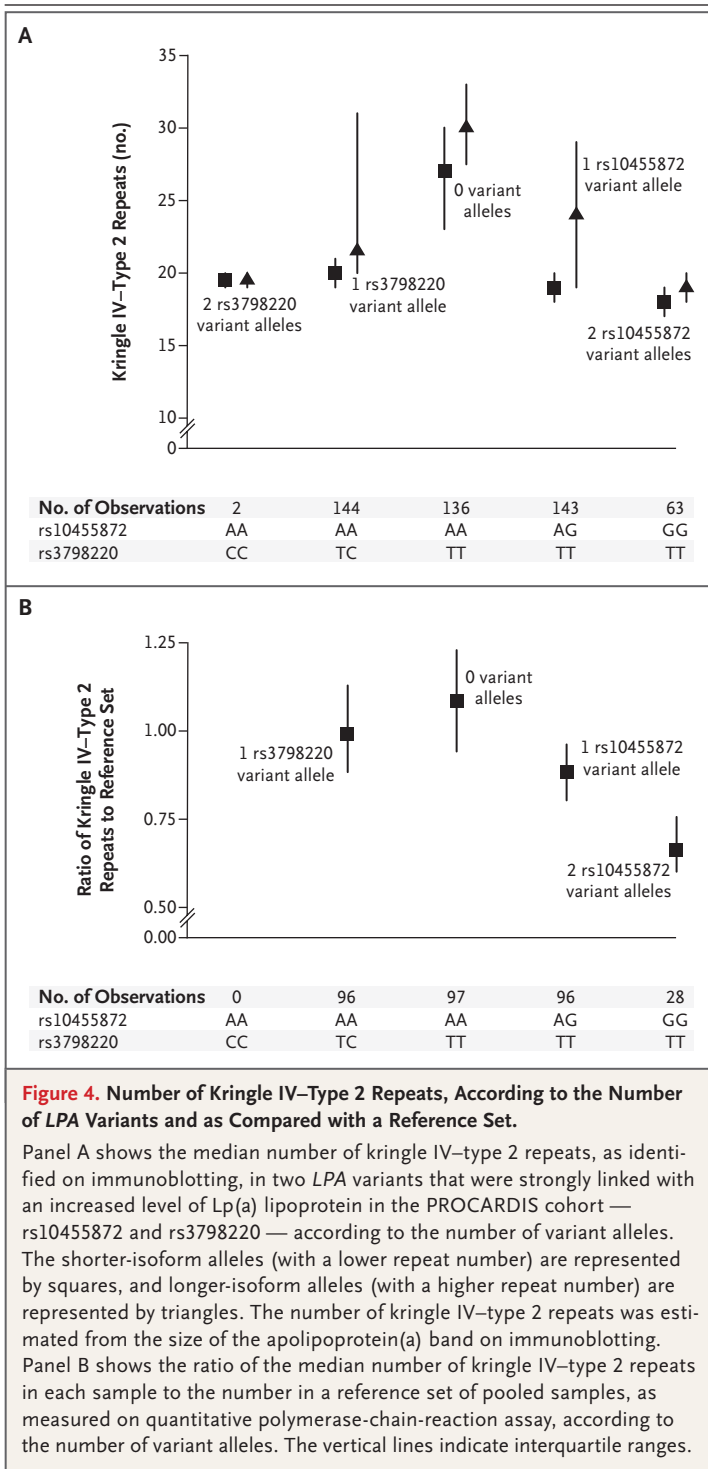 A
35
30
25
20
15
10
0
Kringle IV–Type 2 Repeats (no.)
2 rs3798220
variant alleles
1 rs3798220
variant allele
0 variant
alleles
1 rs10455872
variant allele
2 rs10455872
variant alleles
No. of Observations 2 144 136 143 63
rs10455872 AA AA AA AG GG
rs3798220 CC TC TT TT TT
B
1.25
1.00
0.75
0.50
0.00
Ratio of Kringle IV–Type 2
Repeats to Reference Set
1 rs3798220
variant allele
0 variant
alleles
1 rs10455872
variant allele
2 rs10455872
variant alleles
No. of Observations 0 96 97 96 28
rs10455872 AA AA AA AG GG
rs3798220 CC TC TT TT TT
Figure 4. Number of Kringle IV–Type 2 Repeats, According to the Number
of LPA Variants and as Compared with a Reference Set.
Panel A shows the median number of kringle IV–type 2 repeats, as identi-
fied on immunoblotting, in two LPA variants that were strongly linked with
an increased level of Lp(a) lipoprotein in the PROCARDIS cohort —
rs10455872 and rs3798220 — according to the number of variant alleles.
The shorter-isoform alleles (with a lower repeat number) are represented
by squares, and longer-isoform alleles (with a higher repeat number) are
represented by triangles. The number of kringle IV–type 2 repeats was esti-
mated from the size of the apolipoprotein(a) band on immunoblotting.
Panel B shows the ratio of the median number of kringle IV–type 2 repeats
in each sample to the number in a reference set of pooled samples, as
measured on quantitative polymerase-chain-reaction assay, according to
the number of variant alleles. The vertical lines indicate interquartile ranges.